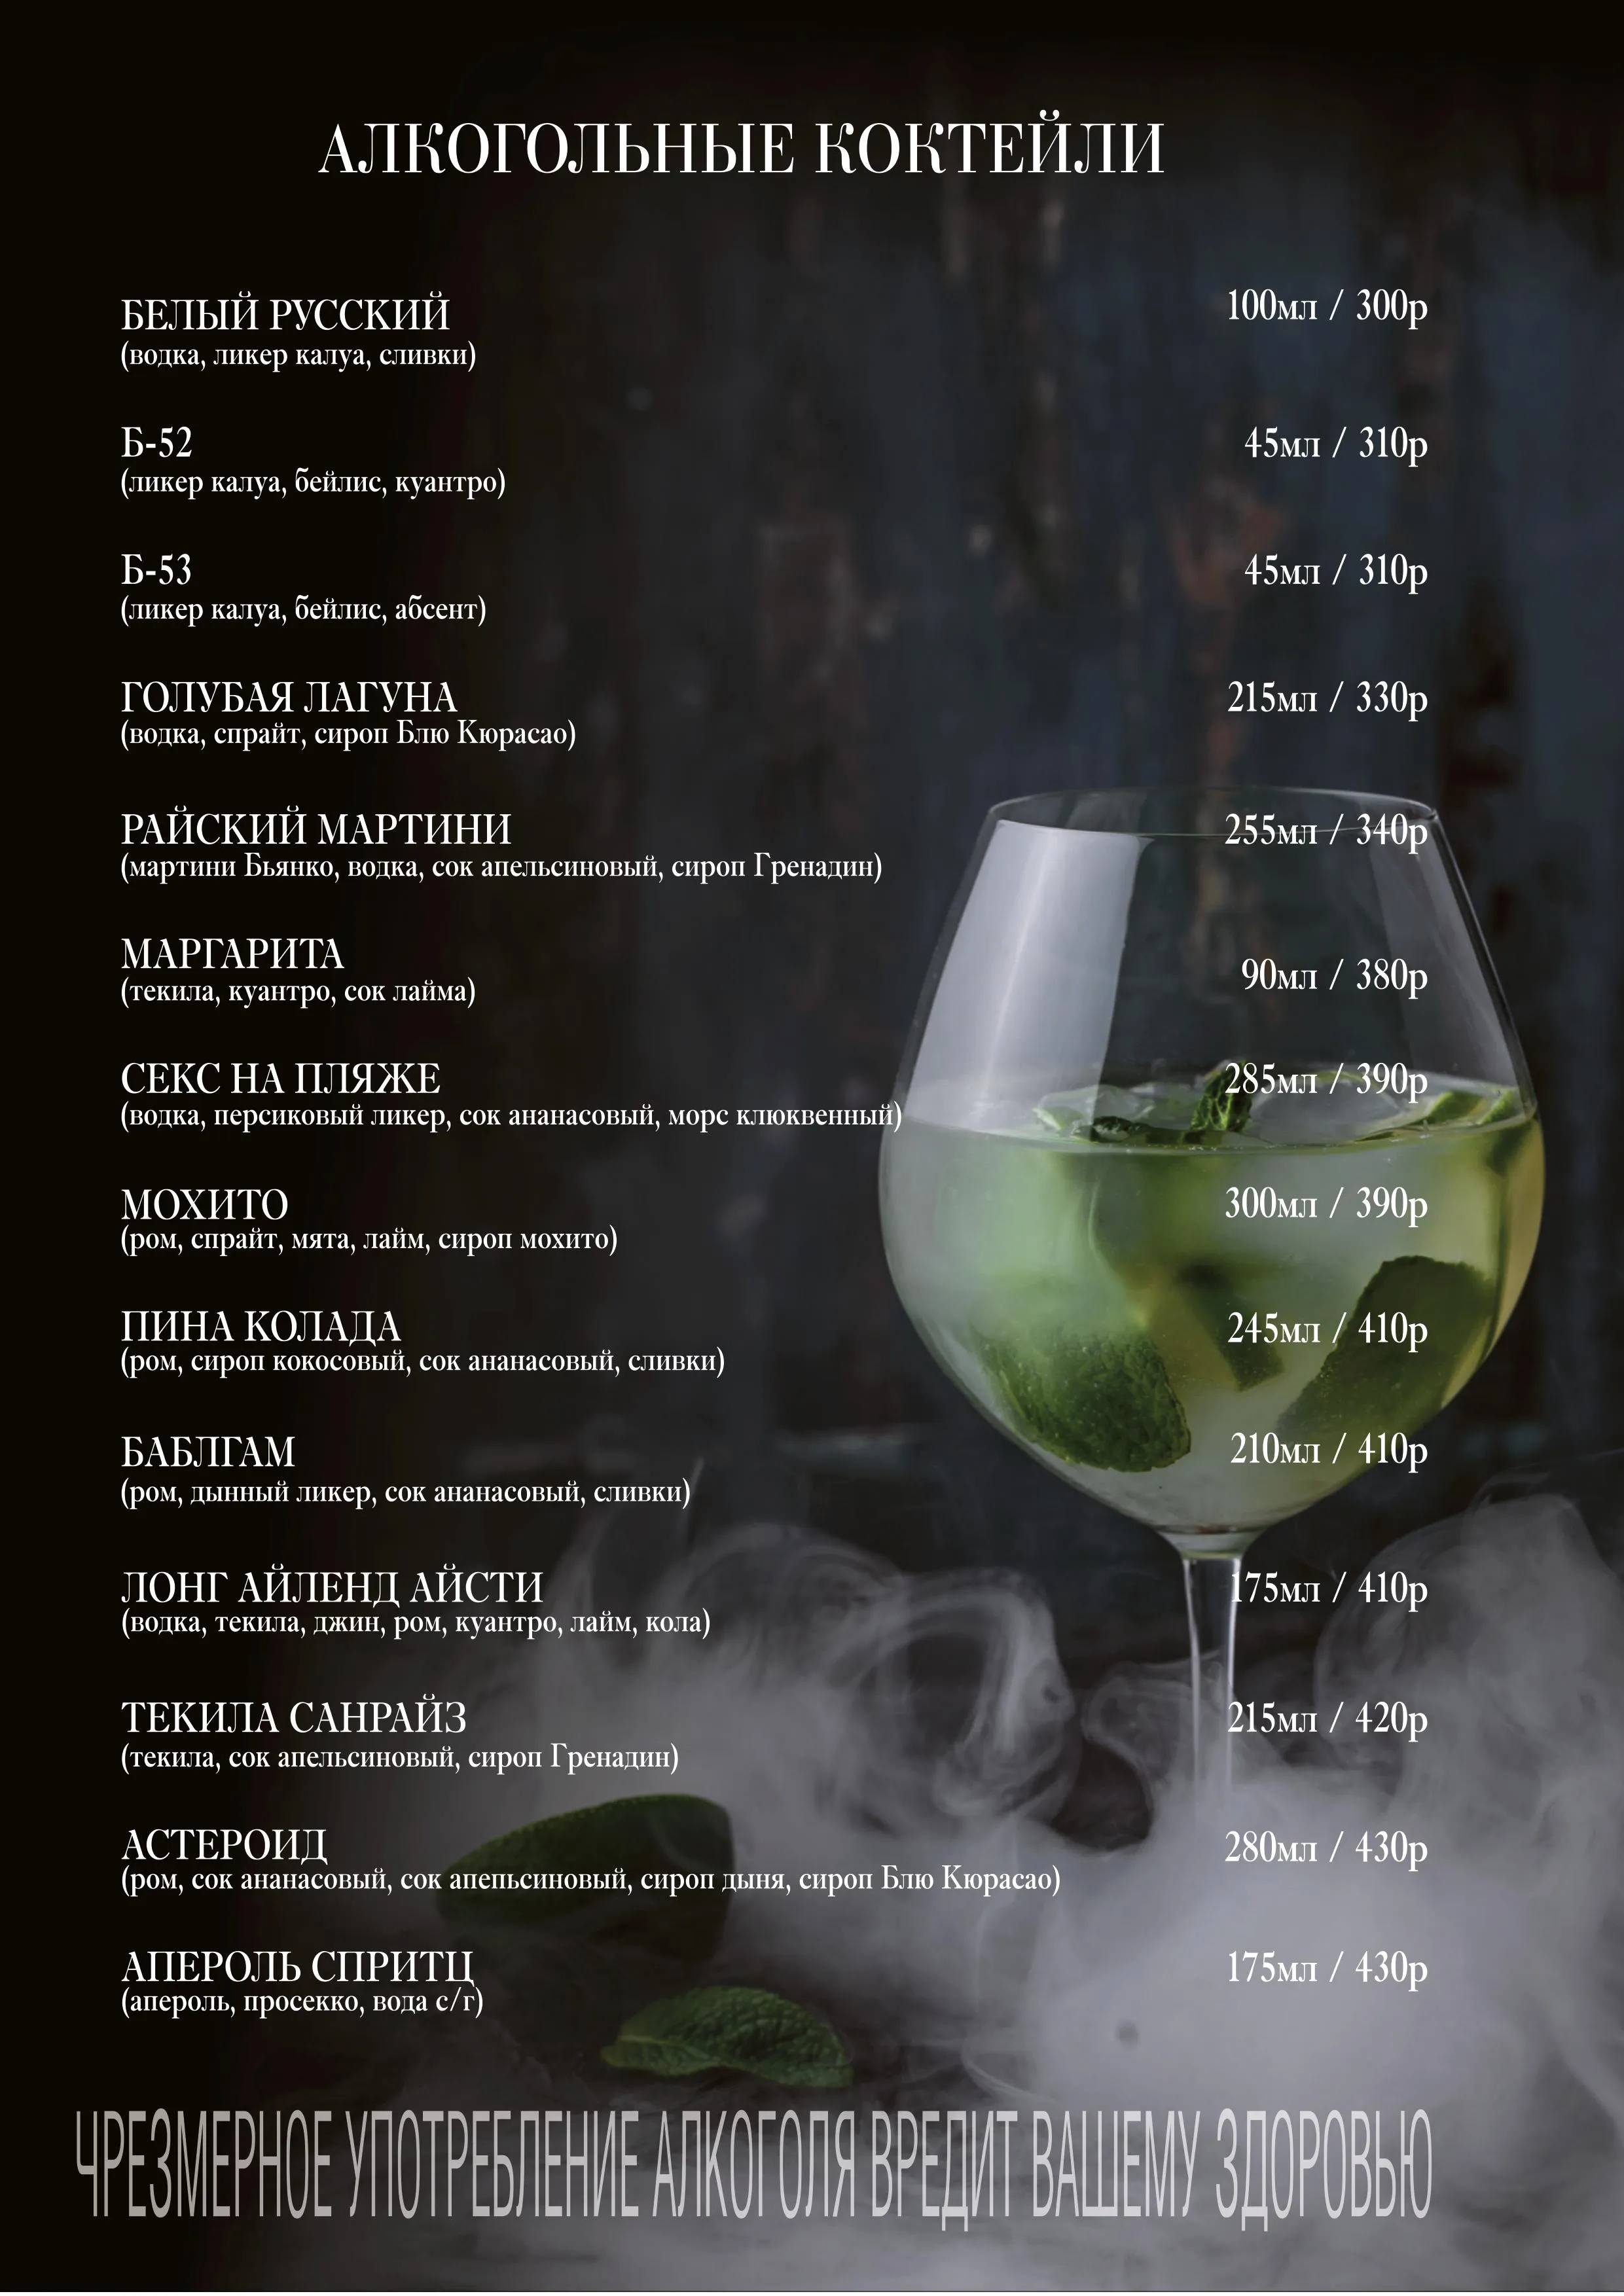 АЛКОГОЛЬНЫЕ КОКТЕЙЛИ
БЕЛЫЙ РУССКИЙ 100мл / 300р
(водка, ликер калуа, сливки)
Б-52 45мл / 310р
(ликер калуа, бейлис, куантро)
Б-53 45мл / 310р
(ликер калуа, бейлис, абсент)
ГОЛУБАЯ ЛАГУНА 215мл / 330р
(водка, спрайт, сироп Блю Кюрасао)
РАЙСКИЙ МАРТИНИ 255мл / 340р
(мартини Бьянко, водка, сок апельсиновый, сироп Гренадин)
МАРГАРИТА 90мл / 380р
(текила, куантро, сок лайма)
СЕКС НА ПЛЯЖЕ 285мл / 390р
(водка, персиковый ликер, сок ананасовый, морс клюквенный)
МОХИТО 300мл / 390р
(ром, спрайт, мята, лайм, сироп мохито)
ПИНА КОЛАДА 245мл / 410р
(ром, сироп кокосовый, сок ананасовый, сливки)
БАБЛГАМ 210мл / 410р
(ром, дынный ликер, сок ананасовый, сливки)
ЛОНГ АЙЛЕНД АЙСТИ 175мл / 410р
(водка, текила, джин, ром, куантро, лайм, кола)
ТЕКИЛА САНРАЙЗ 215мл / 420р
(текила, сок апельсиновый, сироп Гренадин)
АСТЕРОИД 280мл / 430р
(ром, сок ананасовый, сок апепьсиновый, сироп дыня, сироп Блю Кюрасао)
АПЕРОЛЬ СПРИТЦ 175мл / 430р
(апероль, просекко, вода с/г)
ЧРЕЗМЕРНОЕ УПОТРЕБЛЕНИЕ АЛКОГОЛЯ ВРЕДИТ ВАШЕМУ ЗДОРОВЬЮ